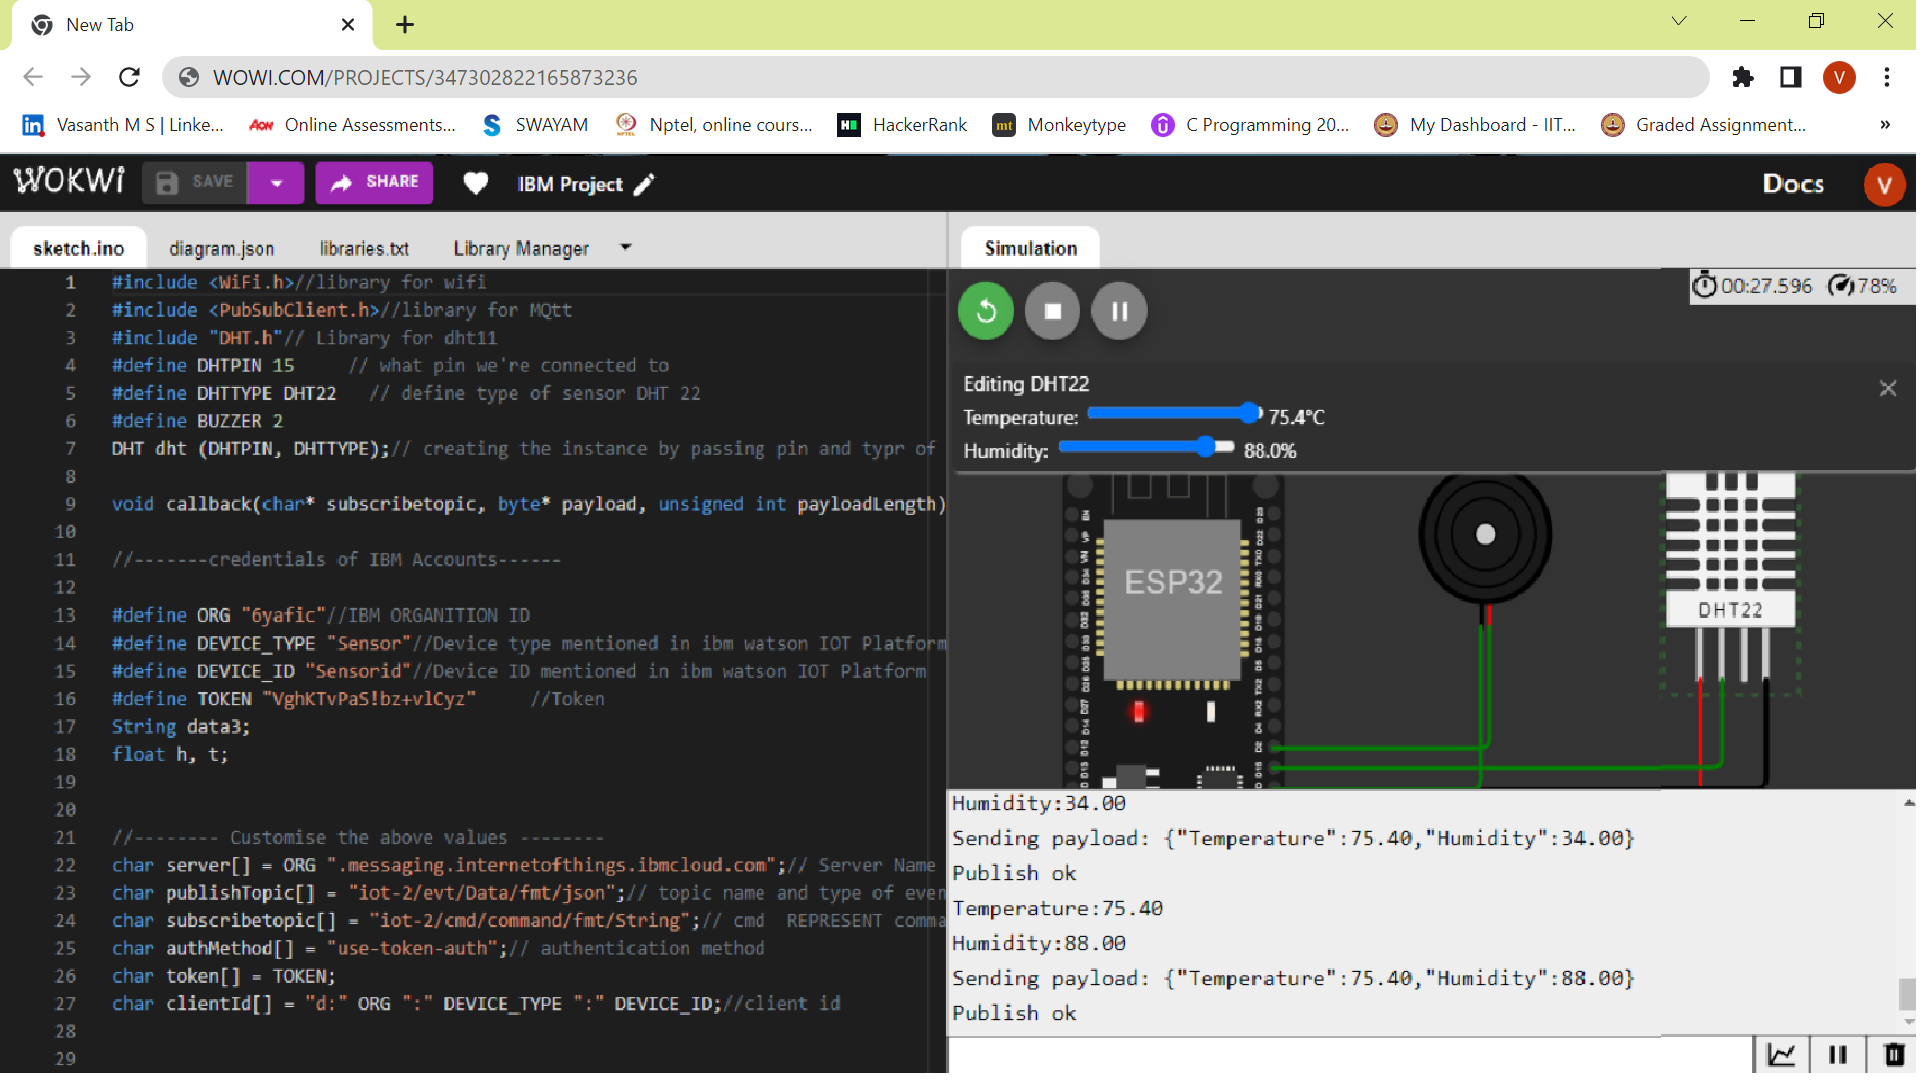 New Tab
WOWI.COM/PROJECTS/347302822165873236
V
in Vasanth M S | Linke...
AON Online Assessments...
S SWAYAM
NPTEL Nptel, online cours...
H HackerRank
mt Monkeytype
C Programming 20...
My Dashboard - IIT...
Graded Assignment...
»
WOKWi
SAVE
SHARE
IBM Project
Docs
V
sketch.ino
diagram.json
libraries.txt
Library Manager
1 #include <WiFi.h>//library for wifi
2 #include <PubSubClient.h>//library for MQtt
3 #include "DHT.h"// Library for dht11
4 #define DHTPIN 15     // what pin we're connected to
5 #define DHTTYPE DHT22   // define type of sensor DHT 22
6 #define BUZZER 2
7 DHT dht (DHTPIN, DHTTYPE);// creating the instance by passing pin and typr of
8
9 void callback(char* subscribetopic, byte* payload, unsigned int payloadLength)
10
11 //-------credentials of IBM Accounts------
12
13 #define ORG "6yafic"//IBM ORGANITION ID
14 #define DEVICE_TYPE "Sensor"//Device type mentioned in ibm watson IOT Platform
15 #define DEVICE_ID "Sensorid"//Device ID mentioned in ibm watson IOT Platform
16 #define TOKEN "VghKTvPaS!bz+vlCyz"     //Token
17 String data3;
18 float h, t;
19
20
21 //-------- Customise the above values --------
22 char server[] = ORG ".messaging.internetofthings.ibmcloud.com";// Server Name
23 char publishTopic[] = "iot-2/evt/Data/fmt/json";// topic name and type of even
24 char subscribetopic[] = "iot-2/cmd/command/fmt/String";// cmd  REPRESENT comma
25 char authMethod[] = "use-token-auth";// authentication method
26 char token[] = TOKEN;
27 char clientId[] = "d:" ORG ":" DEVICE_TYPE ":" DEVICE_ID;//client id
28
29
Simulation
00:27.596
78%
Editing DHT22
Temperature: 75.4°C
Humidity: 88.0%
ESP32
DHT22
Humidity:34.00
Sending payload: {"Temperature":75.40,"Humidity":34.00}
Publish ok
Temperature:75.40
Humidity:88.00
Sending payload: {"Temperature":75.40,"Humidity":88.00}
Publish ok